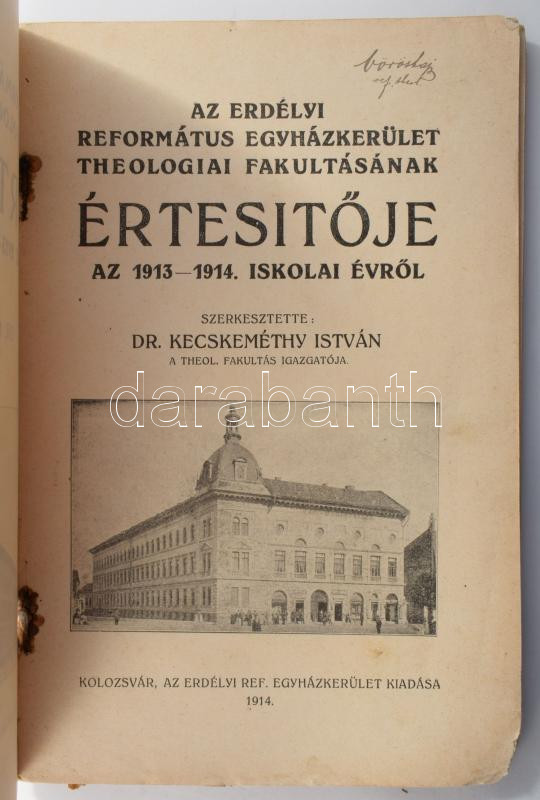 AZ ERDÉLYI
REFORMÁTUS EGYHÁZKERÜLET
THEOLOGIAI FAKULTÁSÁNAK
ÉRTESITŐJE
AZ 1913—1914. ISKOLAI ÉVRŐL
SZERKESZTETTE:
DR. KECSKEMÉTHY ISTVÁN
A THEOL. FAKULTÁS IGAZGATÓJA.
darabanth
KOLOZSVÁR, AZ ERDÉLYI REF. EGYHÁZKERÜLET KIADÁSA
1914.